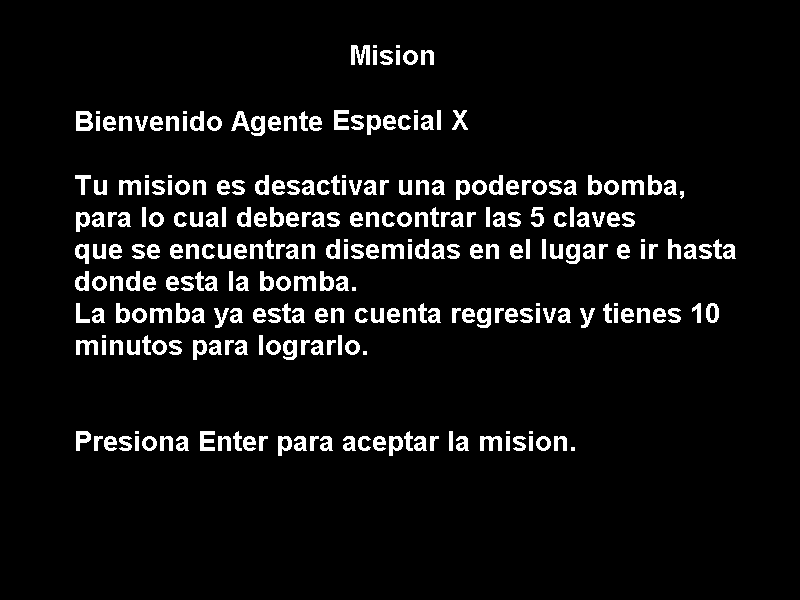 Mision
Bienvenido Agente Especial X
Tu mision es desactivar una poderosa bomba,
para lo cual deberas encontrar las 5 claves
que se encuentran disemidas en el lugar e ir hasta
donde esta la bomba.
La bomba ya esta en cuenta regresiva y tienes 10
minutos para lograrlo.
Presiona Enter para aceptar la mision.